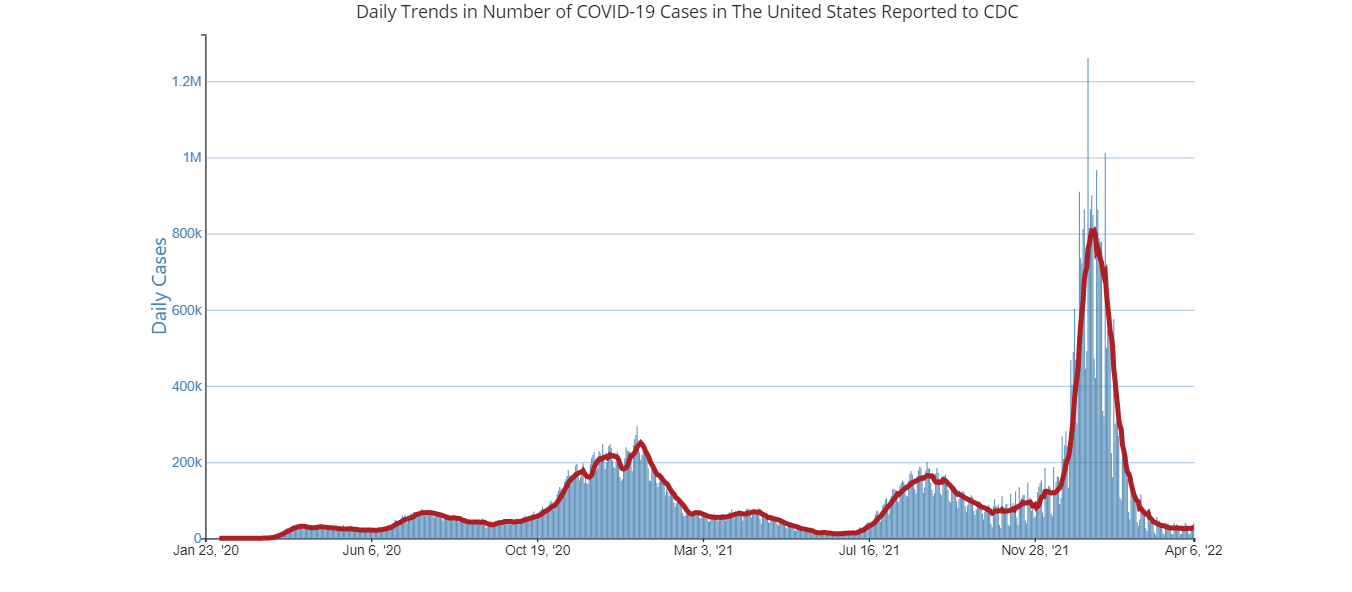 Daily Trends in Number of COVID-19 Cases in The United States Reported to CDC
1.2M
1M
800k
600k
400k
200k
0
Daily Cases
Jan 23, '20
Jun 6, '20
Oct 19, '20
Mar 3, '21
Jul 16, '21
Nov 28, '21
Apr 6, '22